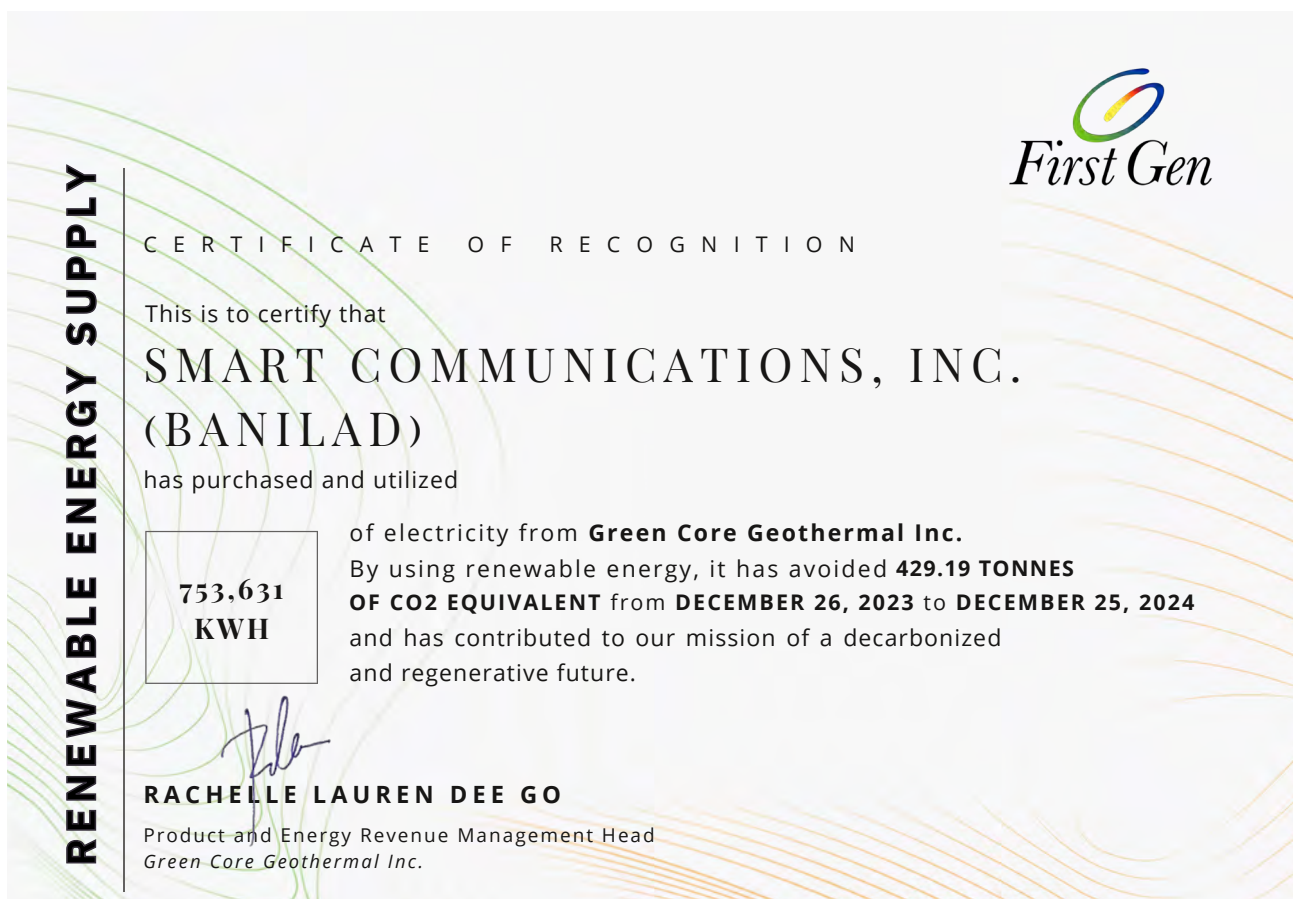 First Gen
RENEWABLE ENERGY SUPPLY
CERTIFICATE OF RECOGNITION
This is to certify that
SMART COMMUNICATIONS, INC.
(BANILAD)
has purchased and utilized
753,631
KWH
of electricity from Green Core Geothermal Inc.
By using renewable energy, it has avoided 429.19 TONNES
OF CO2 EQUIVALENT from DECEMBER 26, 2023 to DECEMBER 25, 2024
and has contributed to our mission of a decarbonized
and regenerative future.
RACHELLE LAUREN DEE GO
Product and Energy Revenue Management Head
Green Core Geothermal Inc.